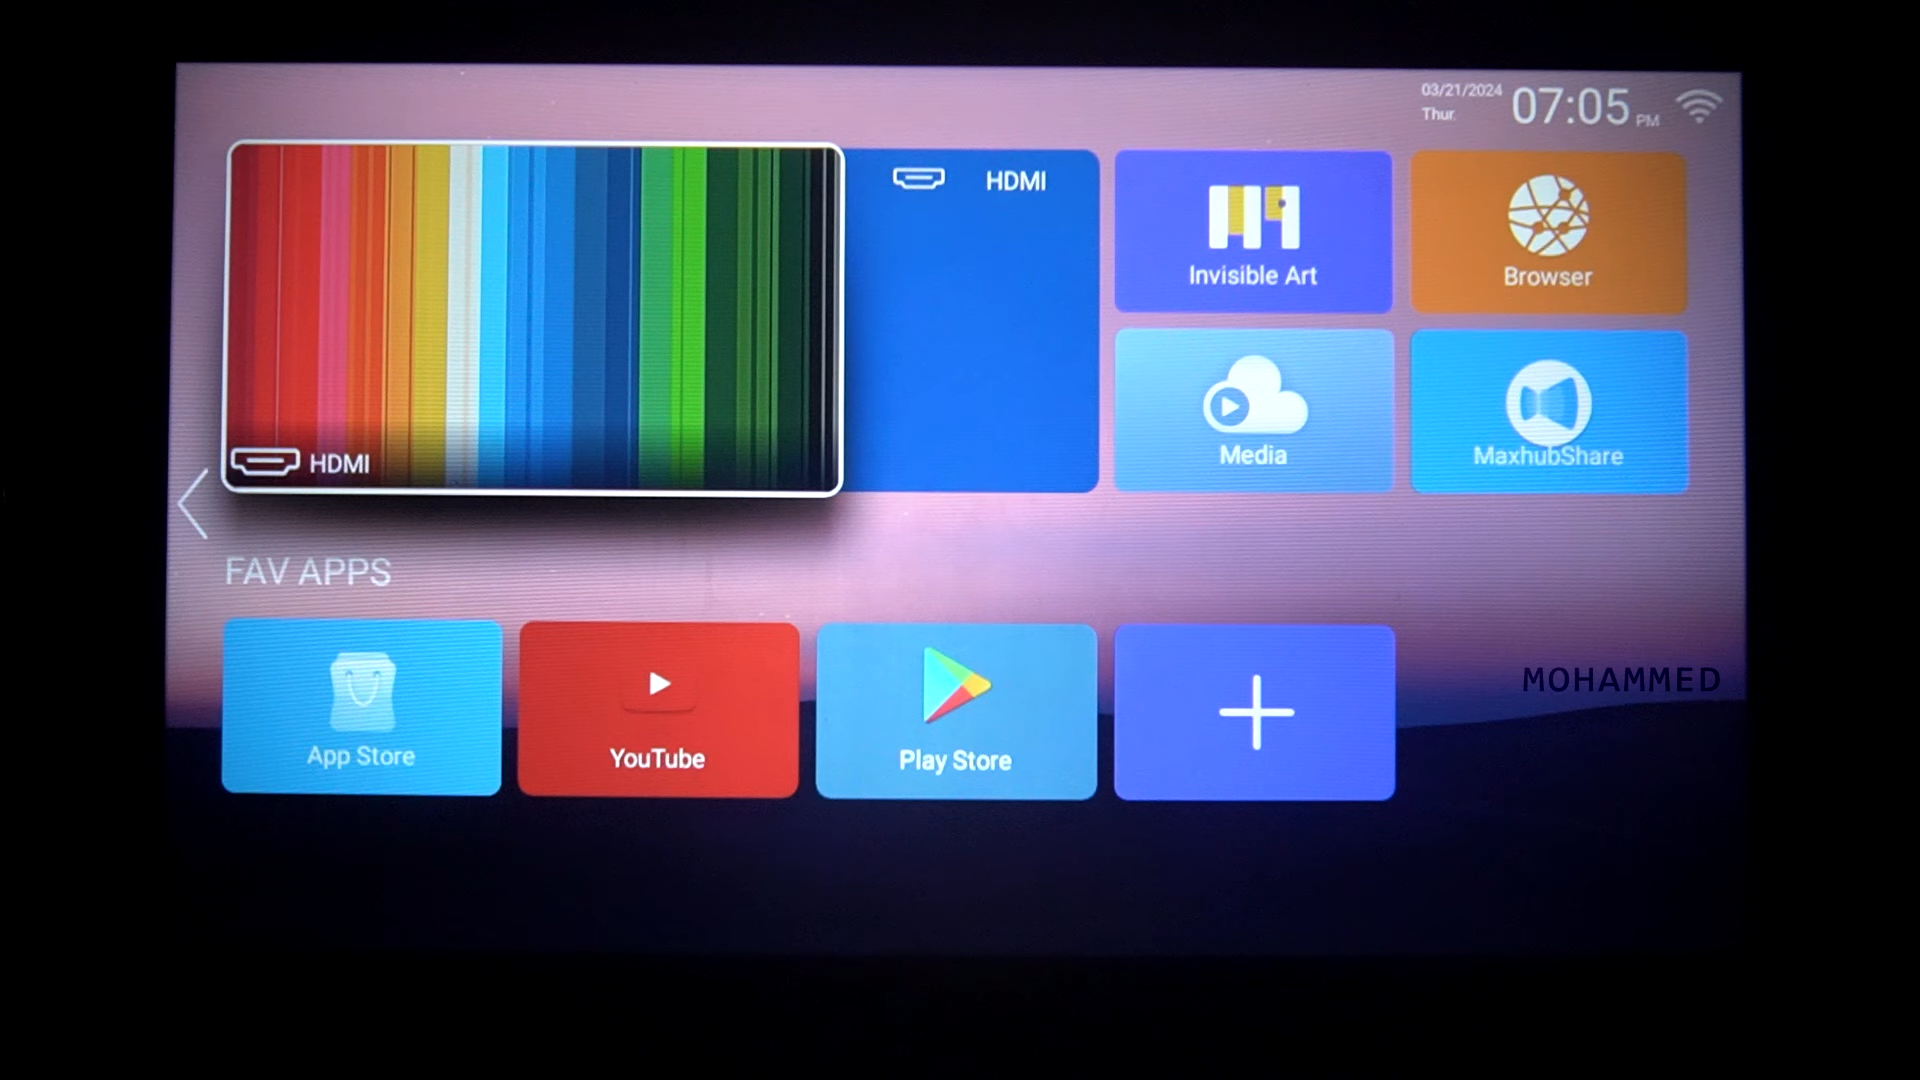 03/21/2024
Thur.
07:05 PM
HDMI
HDMI
Invisible Art
Browser
Media
MaxhubShare
FAV APPS
App Store
YouTube
Play Store
MOHAMMED